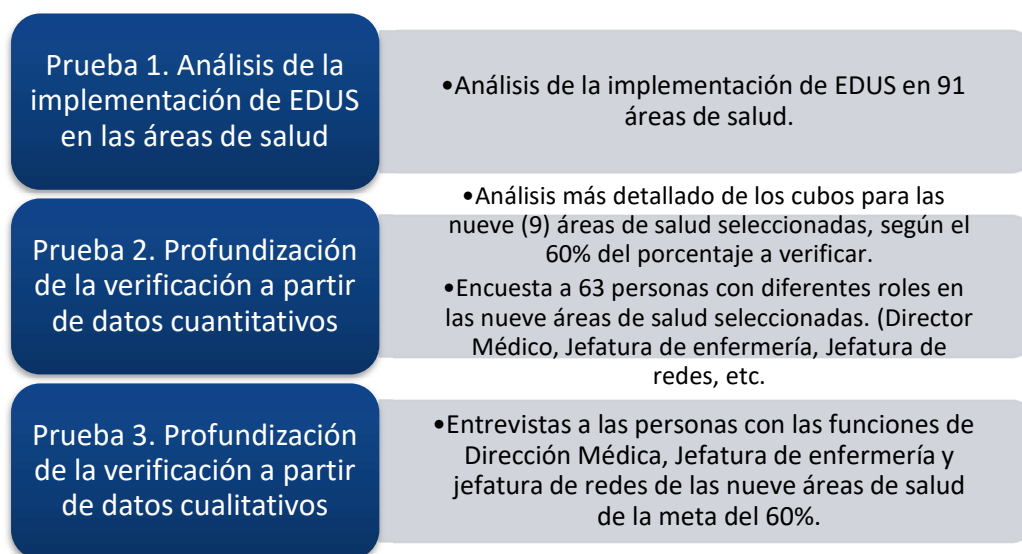 Prueba 1. Análisis de la
implementación de EDUS
en las áreas de salud
•Análisis de la implementación de EDUS en 91
áreas de salud.
Prueba 2. Profundización
de la verificación a partir
de datos cuantitativos
•Análisis más detallado de los cubos para las
nueve (9) áreas de salud seleccionadas, según el
60% del porcentaje a verificar.
•Encuesta a 63 personas con diferentes roles en
las nueve áreas de salud seleccionadas. (Director
Médico, Jefatura de enfermería, Jefatura de
redes, etc.
Prueba 3. Profundización
de la verificación a partir
de datos cualitativos
•Entrevistas a las personas con las funciones de
Dirección Médica, Jefatura de enfermería y
jefatura de redes de las nueve áreas de salud
de la meta del 60%.